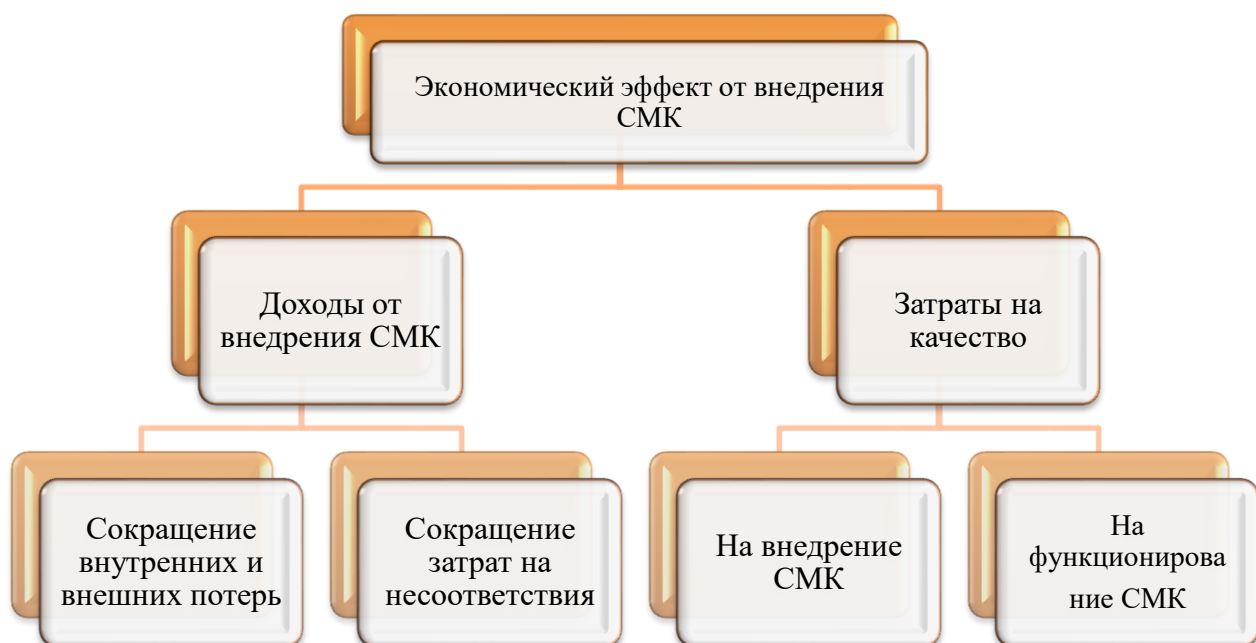 Экономический эффект от внедрения
СМК
Доходы от
внедрения СМК
Затраты на
качество
Сокращение
внутренних и
внешних потерь
Сокращение
затрат на
несоответствия
На внедрение
СМК
На
функционирова
ние СМК